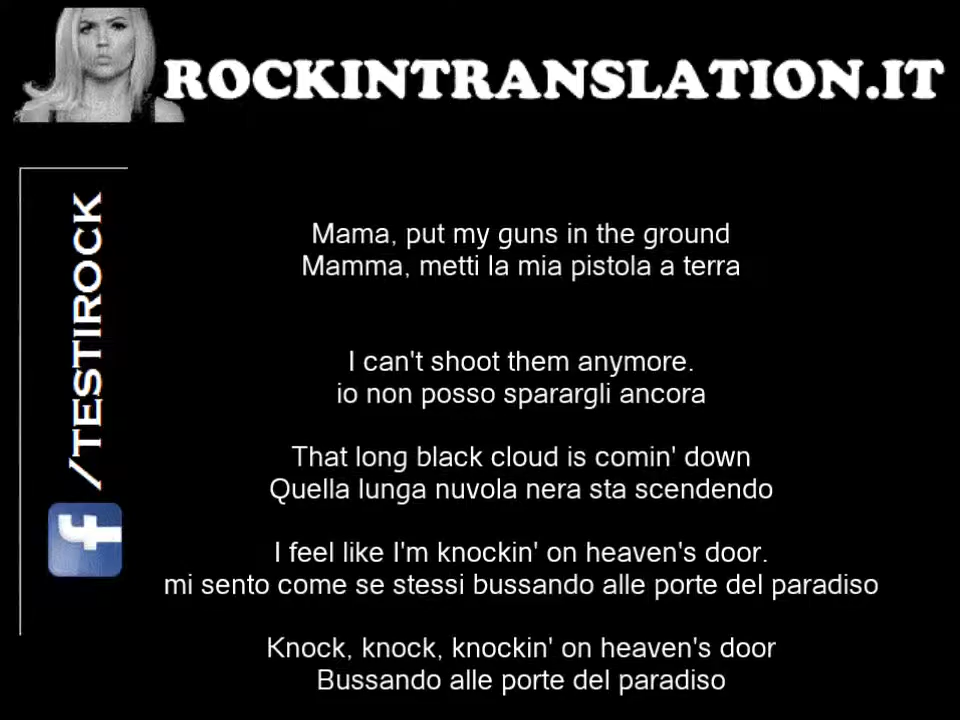 ROCKINTRANSLATION.IT
/TESTIROCK
Mama, put my guns in the ground
Mamma, metti la mia pistola a terra
I can't shoot them anymore.
io non posso sparargli ancora
That long black cloud is comin' down
Quella lunga nuvola nera sta scendendo
I feel like I'm knockin' on heaven's door.
mi sento come se stessi bussando alle porte del paradiso
Knock, knock, knockin' on heaven's door
Bussando alle porte del paradiso